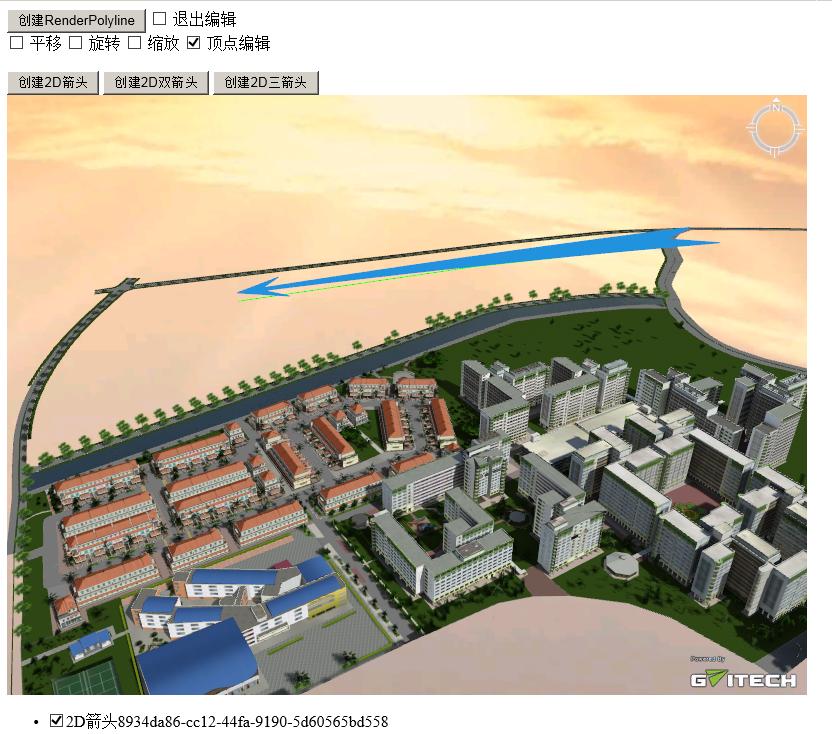 创建RenderPolyline 退出编辑
平移 旋转 缩放 顶点编辑
创建2D箭头 创建2D双箭头 创建2D三箭头
N
Powered By
GVITECH
2D箭头8934da86-cc12-44fa-9190-5d60565bd558